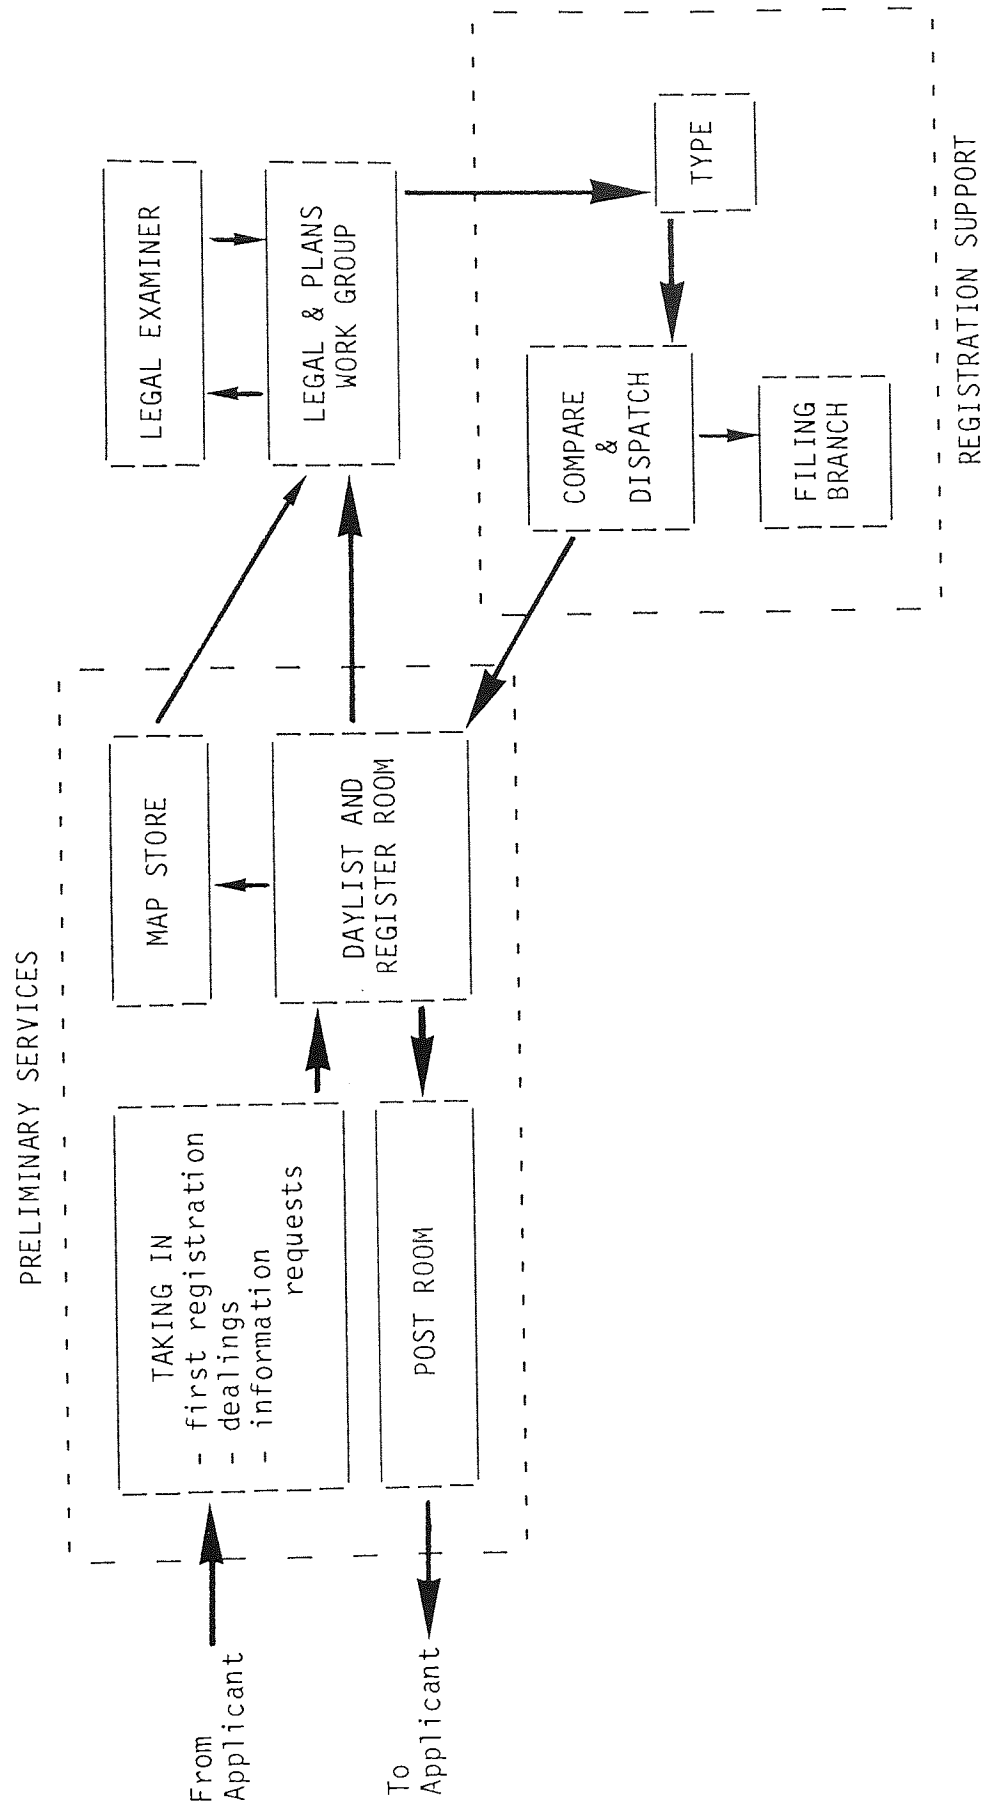 PRELIMINARY SERVICES
From
Applicant
TAKING IN
- first registration
- dealings
- information
requests
To
Applicant
POST ROOM
MAP STORE
DAYLIST AND
REGISTER ROOM
LEGAL EXAMINER
LEGAL & PLANS
WORK GROUP
COMPARE
&
DISPATCH
TYPE
FILING
BRANCH
REGISTRATION SUPPORT